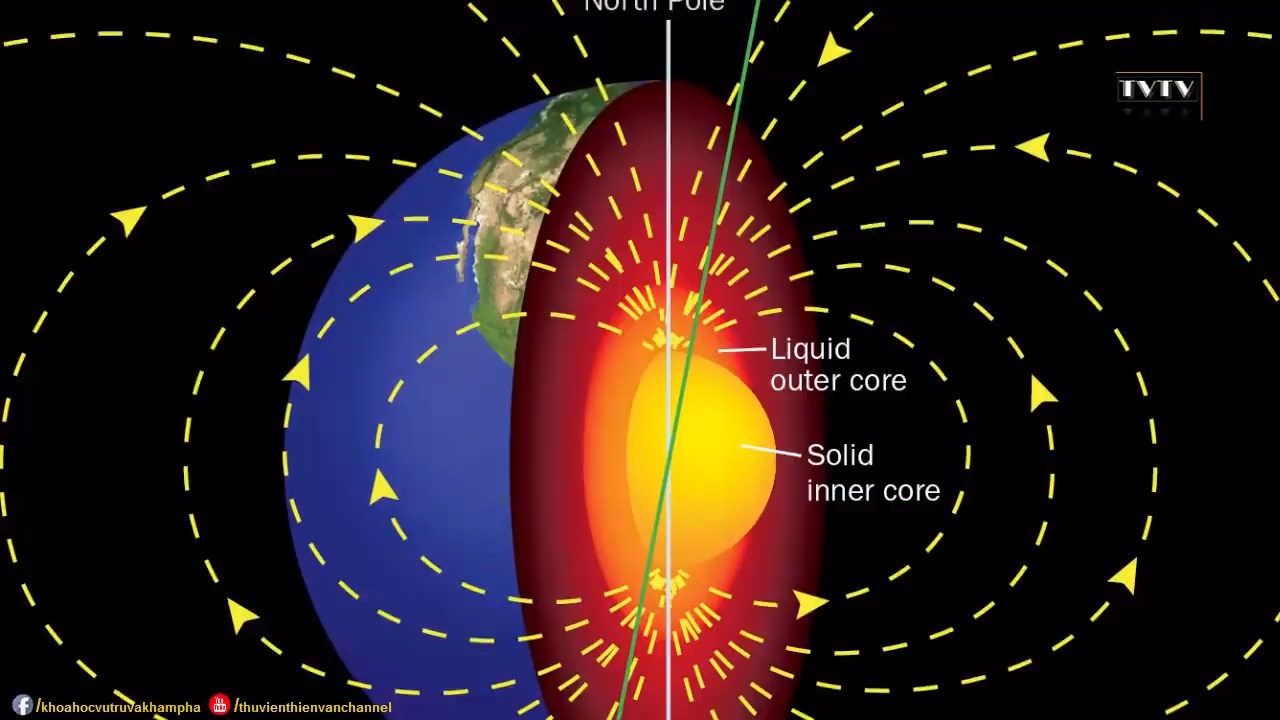 North Pole
TVTV
Liquid
outer core
Solid
inner core
/khoahocvutruvakhampha
/thuvienthienvanchannel